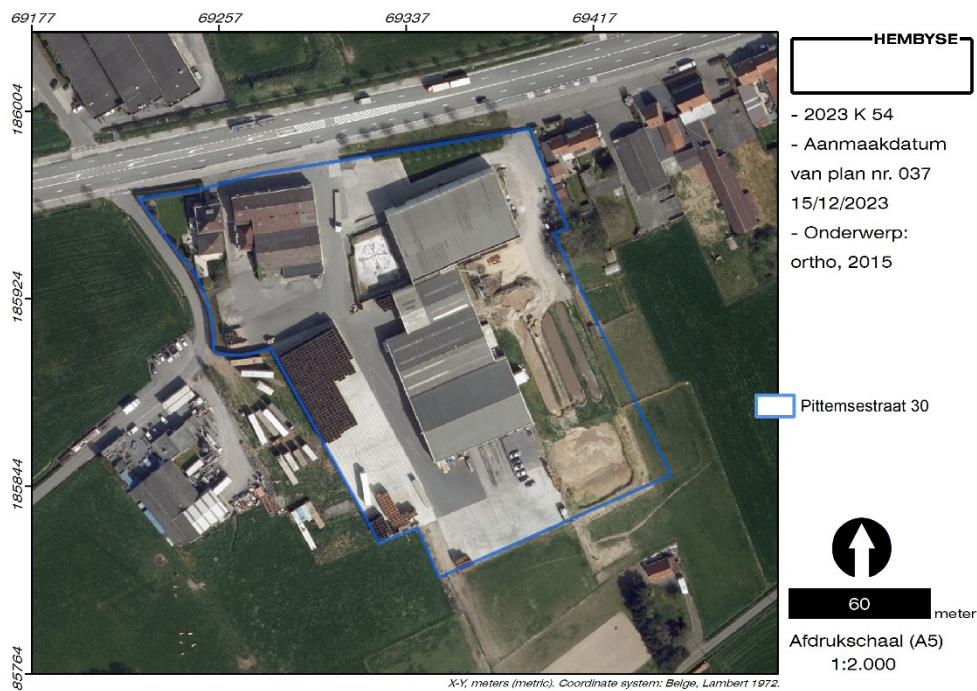 69177 69257 69337 69417
186004
185924
185844
85764
HEMBYSE
- 2023 K 54
- Aanmaakdatum
van plan nr. 037
15/12/2023
- Onderwerp:
ortho, 2015
Pittemsestraat 30
60 meter
Afdrukschaal (A5)
1:2.000
X-Y, meters (metric). Coordinate system: Belge, Lambert 1972.